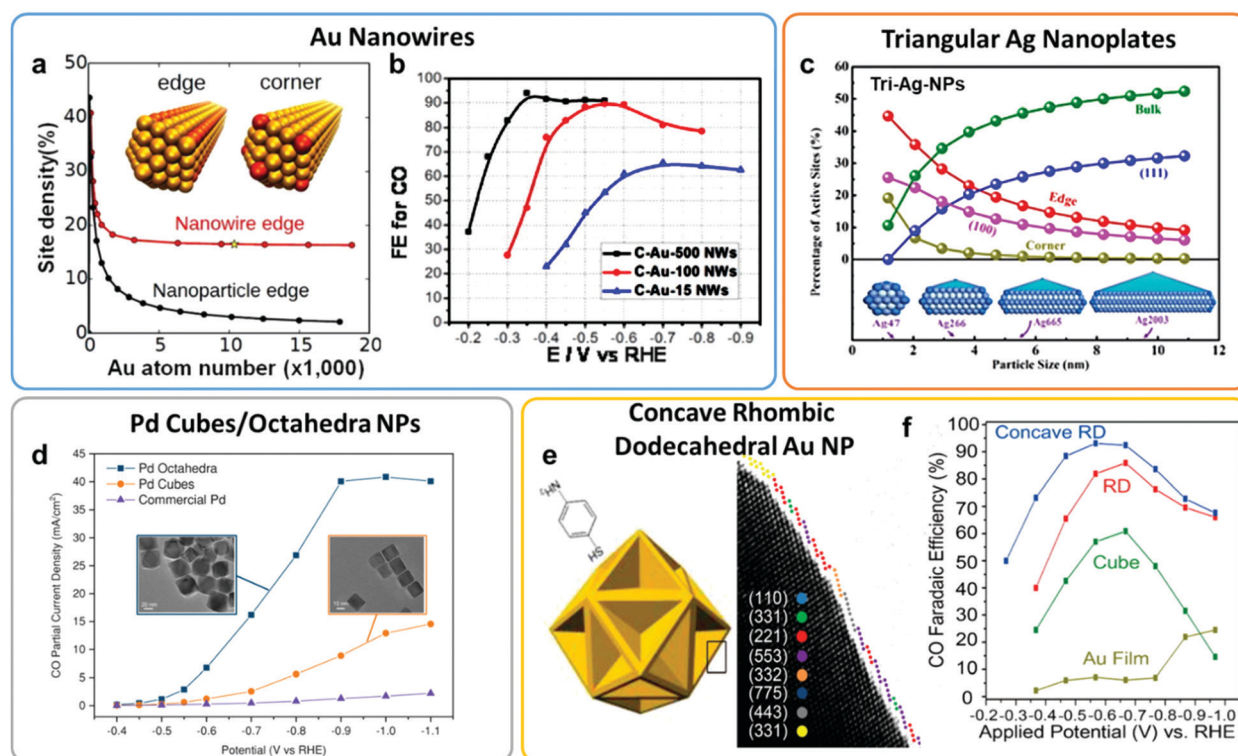 Au Nanowires
a
50
40
30
20
10
0
Site density(%)
edge
corner
Nanowire edge
Nanoparticle edge
0
5
10
15
20
Au atom number (x1,000)
b
100
90
80
70
60
50
40
30
20
10
0
FE for CO
C-Au-500 NWs
C-Au-100 NWs
C-Au-15 NWs
-0.2 -0.3 -0.4 -0.5 -0.6 -0.7 -0.8 -0.9
E / V vs RHE
Triangular Ag Nanoplates
c
60
50
40
30
20
10
0
Percentage of Active Sites (%)
Tri-Ag-NPs
Bulk
(111)
Edge
(100)
Corner
Ag47
Ag266
Ag665
Ag2003
0 2 4 6 8 10 12
Particle Size (nm)
Pd Cubes/Octahedra NPs
d
45
40
35
30
25
20
15
10
5
0
CO Partial Current Density (mA/cm²)
Pd Octahedra
Pd Cubes
Commercial Pd
20 nm
-0.4 -0.5 -0.6 -0.7 -0.8 -0.9 -1.0 -1.1
Potential (V vs RHE)
Concave Rhombic
Dodecahedral Au NP
e
H₂N
SH
(110)
(331)
(221)
(553)
(332)
(775)
(443)
(331)
f
100
90
80
70
60
50
40
30
20
10
0
CO Faradaic Efficiency (%)
Concave RD
RD
Cube
Au Film
-0.2 -0.3 -0.4 -0.5 -0.6 -0.7 -0.8 -0.9 -1.0
Applied Potential (V) vs. RHE